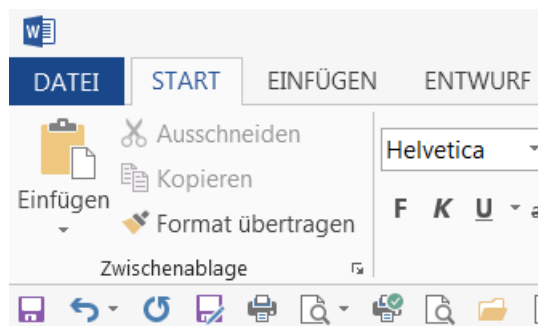 W
DATEI START EINFÜGEN ENTWURF
Ausschneiden
Kopieren
Format übertragen
Einfügen
Zwischenablage
Helvetica
F K U